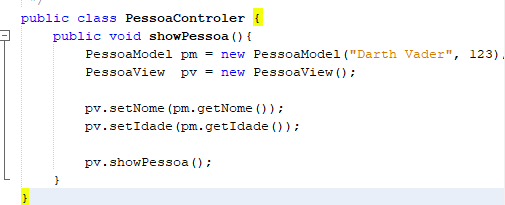 */
public class PessoaControler {
public void showPessoa(){
PessoaModel pm = new PessoaModel("Darth Vader", 123)
PessoaView pv = new PessoaView();
pv.setNome(pm.getNome());
pv.setIdade(pm.getIdade());
pv.showPessoa();
}
}